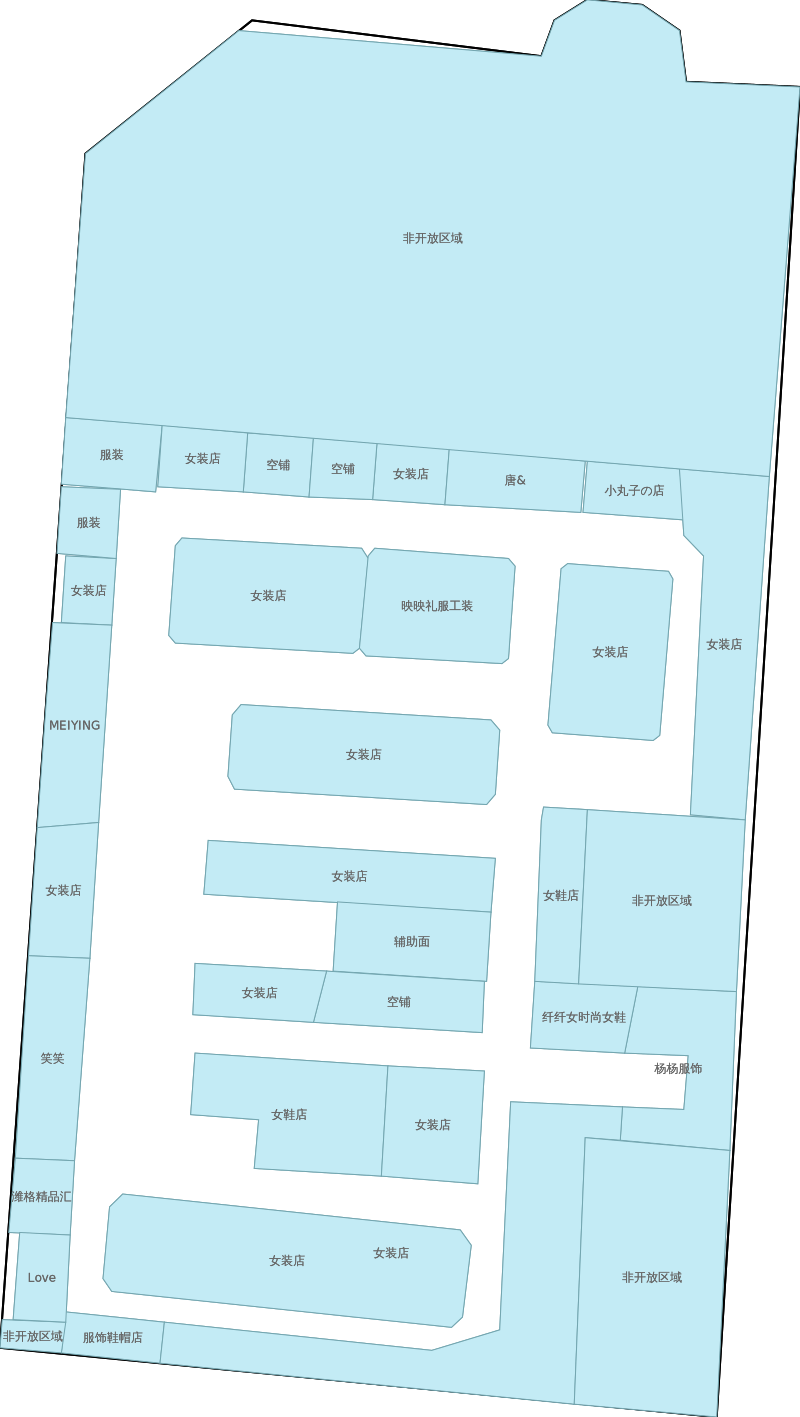 非开放区域
服装
女装店
空铺
空铺
女装店
唐&
小丸子の店
服装
女装店
女装店
映映礼服工装
女装店
女装店
MEIYING
女装店
女装店
女装店
女鞋店
非开放区域
辅助面
女装店
空铺
纤纤女时尚女鞋
笑笑
杨杨服饰
女鞋店
女装店
潍格精品汇
女装店
女装店
Love
非开放区域
非开放区域
服饰鞋帽店